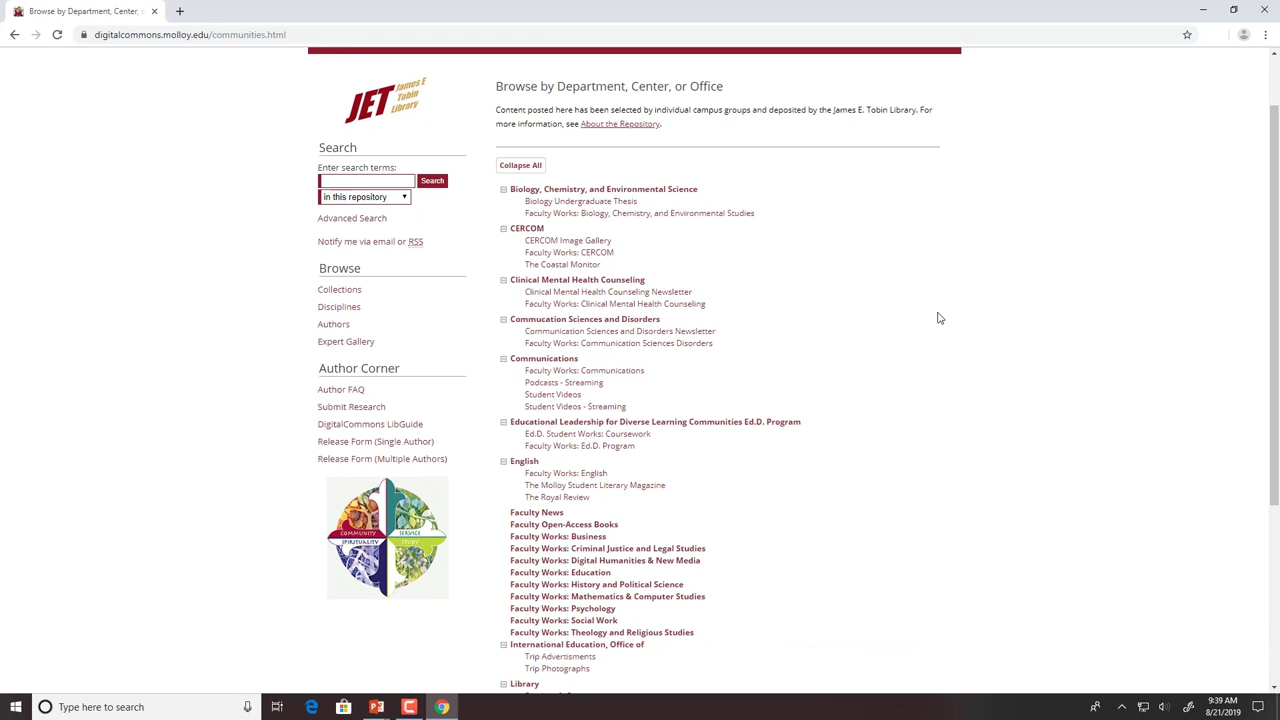 Browse by Department, Center, o
digitalcommons.molloy.edu/communities.html
JET James E Tobin Library
Browse by Department, Center, or Office
Content posted here has been selected by individual campus groups and deposited by the James E. Tobin Library. For
more information, see About the Repository.
Search
Enter search terms:
Search
in this repository
Advanced Search
Notify me via email or RSS
Browse
Collections
Disciplines
Authors
Expert Gallery
Author Corner
Author FAQ
Submit Research
DigitalCommons LibGuide
Release Form (Single Author)
Release Form (Multiple Authors)
COMMUNITY SERVICE
SPIRITUALITY STUDY
Collapse All
Biology, Chemistry, and Environmental Science
Biology Undergraduate Thesis
Faculty Works: Biology, Chemistry, and Environmental Studies
CERCOM
CERCOM Image Gallery
Faculty Works: CERCOM
The Coastal Monitor
Clinical Mental Health Counseling
Clinical Mental Health Counseling Newsletter
Faculty Works: Clinical Mental Health Counseling
Commucation Sciences and Disorders
Communication Sciences and Disorders Newsletter
Faculty Works: Communication Sciences Disorders
Communications
Faculty Works: Communications
Podcasts - Streaming
Student Videos
Student Videos - Streaming
Educational Leadership for Diverse Learning Communities Ed.D. Program
Ed.D. Student Works: Coursework
Faculty Works: Ed.D. Program
English
Faculty Works: English
The Molloy Student Literary Magazine
The Royal Review
Faculty News
Faculty Open-Access Books
Faculty Works: Business
Faculty Works: Criminal Justice and Legal Studies
Faculty Works: Digital Humanities & New Media
Faculty Works: Education
Faculty Works: History and Political Science
Faculty Works: Mathematics & Computer Studies
Faculty Works: Psychology
Faculty Works: Social Work
Faculty Works: Theology and Religious Studies
International Education, Office of
Trip Advertisments
Trip Photographs
Library
Type here to search
9:39 AM
8/21/2019